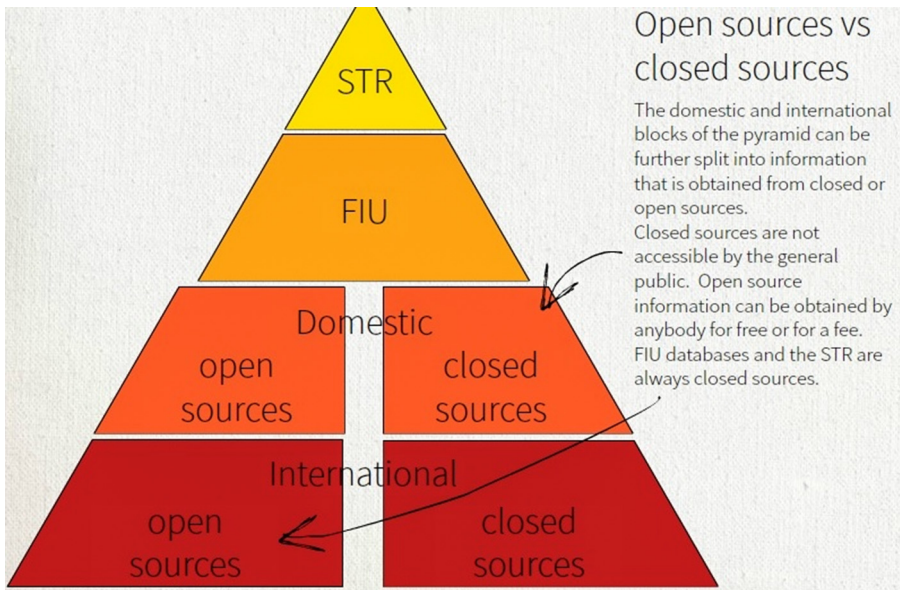 STR
FIU
Domestic
open
sources
closed
sources
International
open
sources
closed
sources
Open sources vs
closed sources
The domestic and international
blocks of the pyramid can be
further split into information
that is obtained from closed or
open sources.
Closed sources are not
accessible by the general
public.  Open source
information can be obtained by
anybody for free or for a fee.
FIU databases and the STR are
always closed sources.